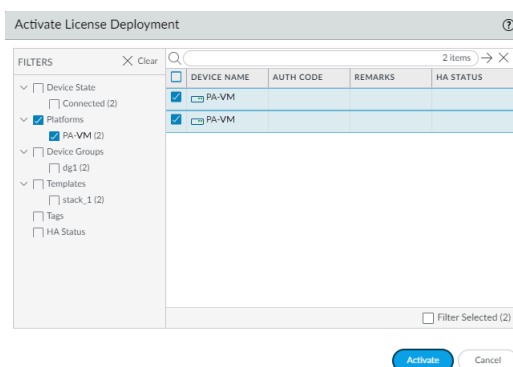 Activate License Deployment
FILTERS
Clear
Device State
Connected (2)
Platforms
PA-VM (2)
Device Groups
dg1 (2)
Templates
stack_1 (2)
Tags
HA Status
2 items
DEVICE NAME AUTH CODE REMARKS HA STATUS
PA-VM
PA-VM
Filter Selected (2)
Activate Cancel